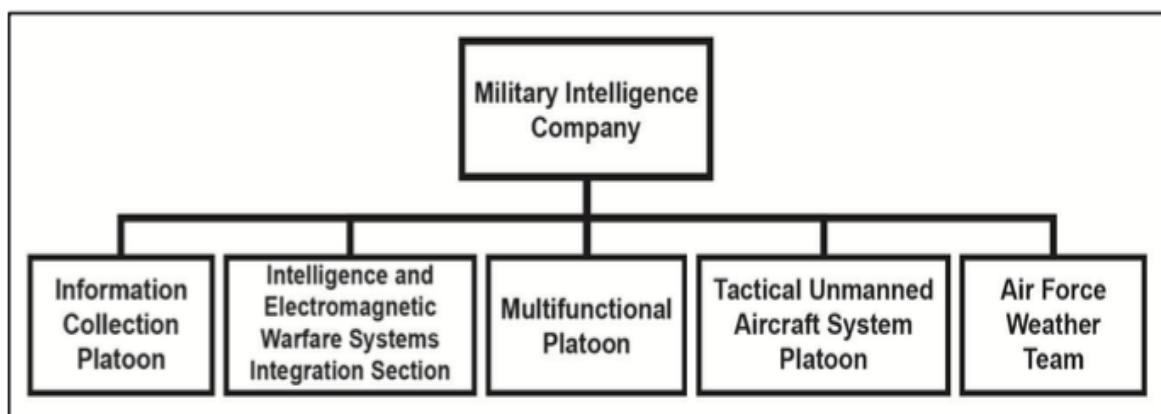 Military Intelligence
Company
Information
Collection
Platoon
Intelligence and
Electromagnetic
Warfare Systems
Integration Section
Multifunctional
Platoon
Tactical Unmanned
Aircraft System
Platoon
Air Force
Weather
Team